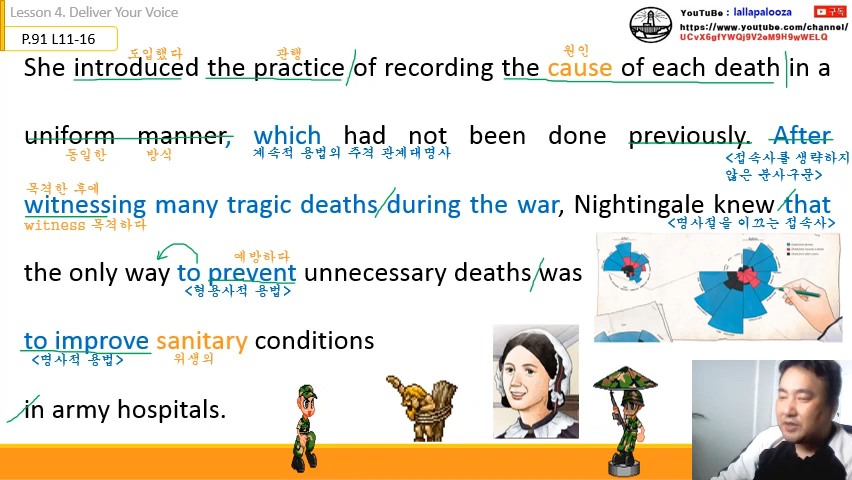 Lesson 4. Deliver Your Voice
P.91 L11-16
YouTuBe : lallapalooza
구독
https://www.youtube.com/channel/
UCvX6gfYWQj9V2eM9H9wWELQ
도입했다 관행 원인
She introduced the practice of recording the cause of each death in a
uniform manner, which had not been done previously. After
동일한 방식 계속적 용법의 주격 관계대명사 <접속사를 생략하지
않은 분사구문>
목격한 후에
witnessing many tragic deaths during the war, Nightingale knew that
witness 목격하다 <명사절을 이끄는 접속사>
예방하다
the only way to prevent unnecessary deaths was
<형용사적 용법>
to improve sanitary conditions
<명사적 용법> 위생의
in army hospitals.